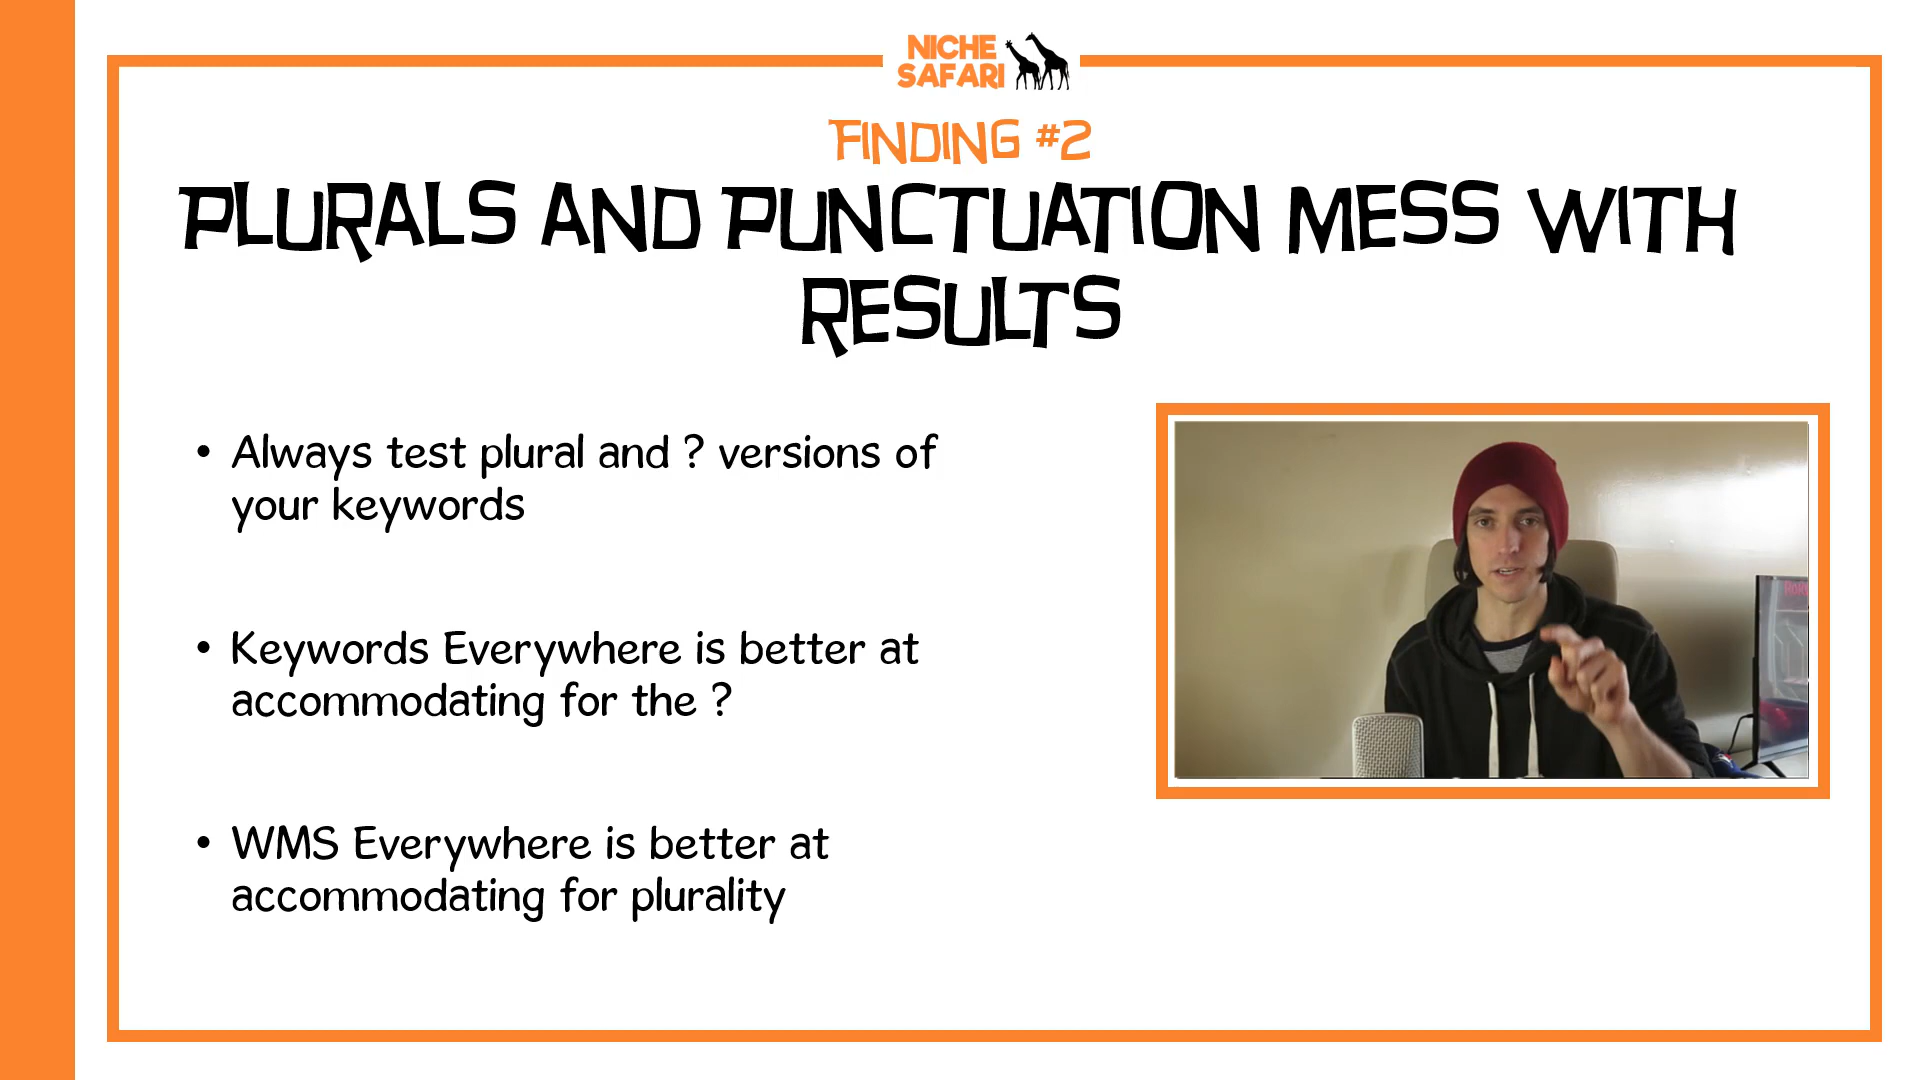 NICHE
SAFARI
FINDING #2
PLURALS AND PUNCTUATION MESS WITH
RESULTS
• Always test plural and ? versions of
your keywords
• Keywords Everywhere is better at
accommodating for the ?
• WMS Everywhere is better at
accommodating for plurality